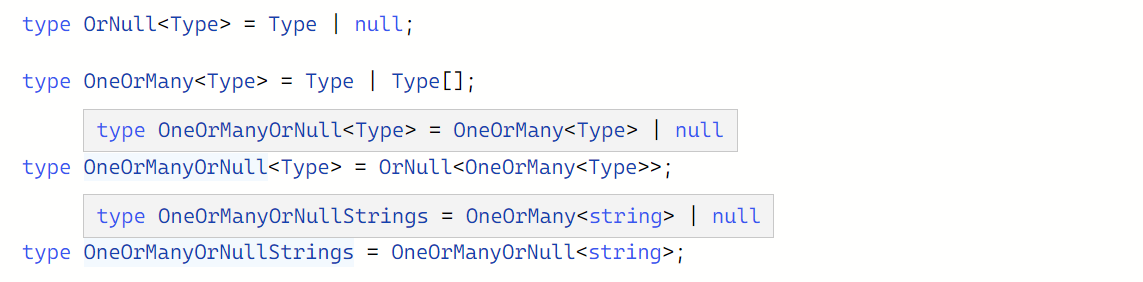 type OrNull<Type> = Type | null;
type OneOrMany<Type> = Type | Type[];
type OneOrManyOrNull<Type> = OneOrMany<Type> | null
type OneOrManyOrNull<Type> = OrNull<OneOrMany<Type>>;
type OneOrManyOrNullStrings = OneOrMany<string> | null
type OneOrManyOrNullStrings = OneOrManyOrNull<string>;